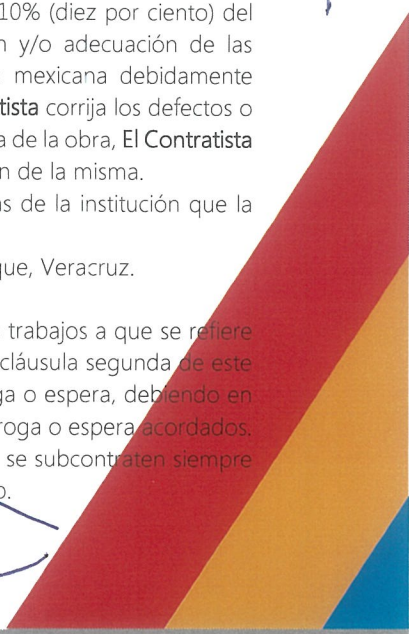 10% (diez por ciento) del
y/o adecuación de las
mexicana debidamente
tista corrija los defectos o
a de la obra, El Contratista
n de la misma.
as de la institución que la
que, Veracruz.
trabajos a que se refiere
cláusula segunda de este
ga o espera, debiendo en
roga o espera acordados.
se subcontraten siempre
o.